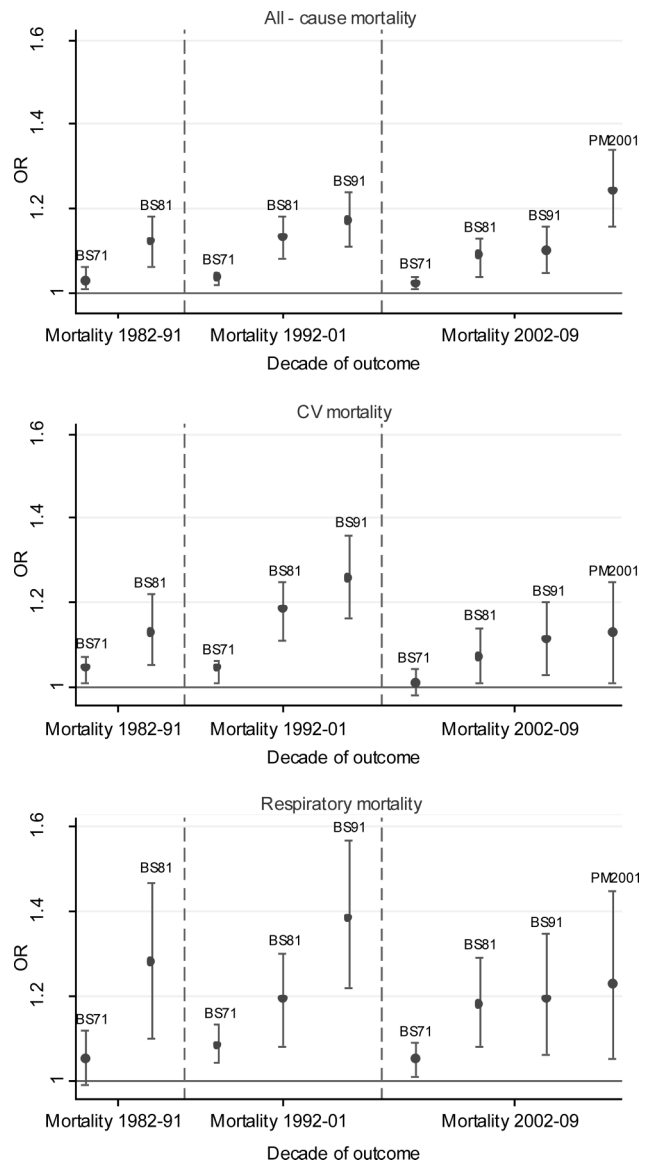 All - cause mortality
1.6
1.4
1.2
1
OR
BS71
BS81
BS71
BS81
BS91
BS71
BS81
BS91
PM2001
Mortality 1982-91
Mortality 1992-01
Mortality 2002-09
Decade of outcome
CV mortality
1.6
1.4
1.2
1
OR
BS71
BS81
BS71
BS81
BS91
BS71
BS81
BS91
PM2001
Mortality 1982-91
Mortality 1992-01
Mortality 2002-09
Decade of outcome
Respiratory mortality
1.6
1.4
1.2
1
OR
BS71
BS81
BS71
BS81
BS91
BS71
BS81
BS91
PM2001
Mortality 1982-91
Mortality 1992-01
Mortality 2002-09
Decade of outcome